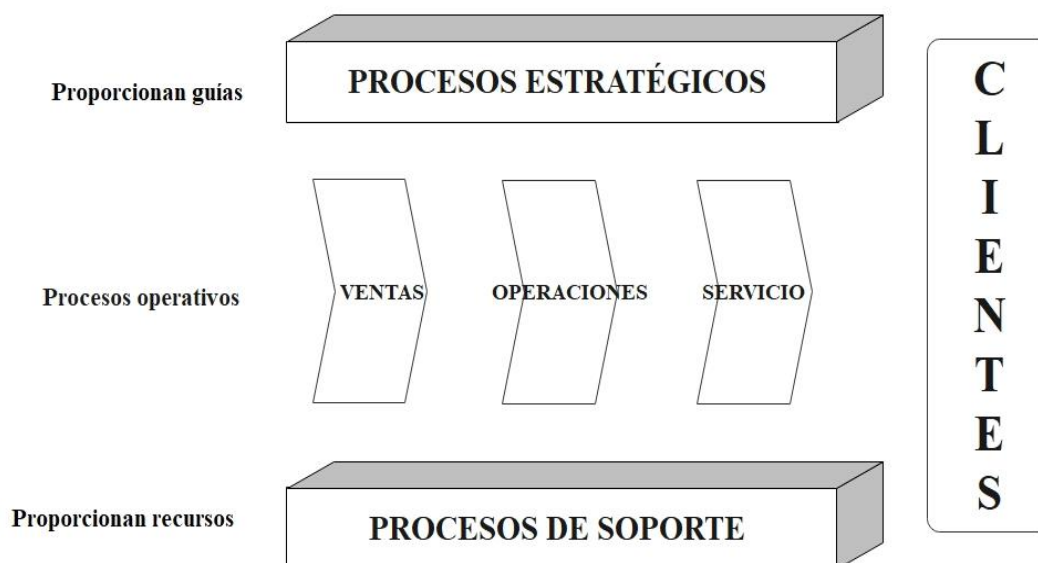 PROCESOS ESTRATÉGICOS
Proporcionan guías
Procesos operativos
VENTAS
OPERACIONES
SERVICIO
Proporcionan recursos
PROCESOS DE SOPORTE
C
L
I
E
N
T
E
S